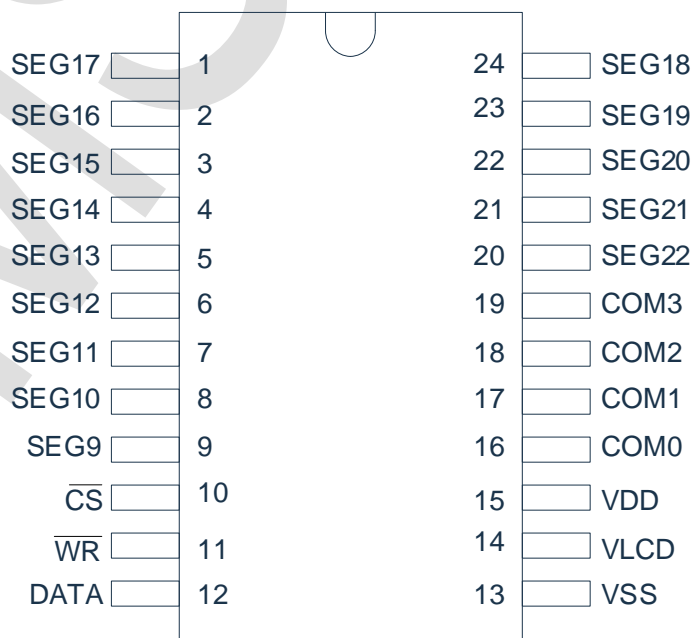 SEG17 1 24 SEG18
SEG16 2 23 SEG19
SEG15 3 22 SEG20
SEG14 4 21 SEG21
SEG13 5 20 SEG22
SEG12 6 19 COM3
SEG11 7 18 COM2
SEG10 8 17 COM1
SEG9 9 16 COM0
C̅S̅ 10 15 VDD
W̅R̅ 11 14 VLCD
DATA 12 13 VSS